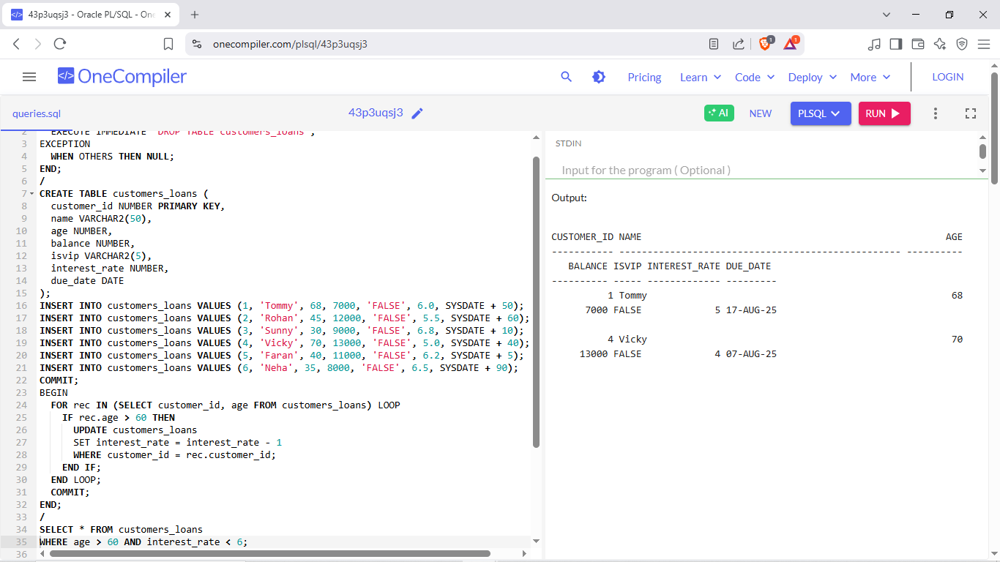 43p3uqsj3 - Oracle PL/SQL - One
onecompiler.com/plsql/43p3uqsj3
1
1
</> OneCompiler
Pricing
Learn
Code
Deploy
More
LOGIN
queries.sql
43p3uqsj3
AI
NEW
PLSQL
RUN
2 EXECUTE IMMEDIATE 'DROP TABLE customers_loans';
3 EXCEPTION
4 WHEN OTHERS THEN NULL;
5 END;
6 /
7 CREATE TABLE customers_loans (
8 customer_id NUMBER PRIMARY KEY,
9 name VARCHAR2(50),
10 age NUMBER,
11 balance NUMBER,
12 isvip VARCHAR2(5),
13 interest_rate NUMBER,
14 due_date DATE
15 );
16 INSERT INTO customers_loans VALUES (1, 'Tommy', 68, 7000, 'FALSE', 6.0, SYSDATE + 50);
17 INSERT INTO customers_loans VALUES (2, 'Rohan', 45, 12000, 'FALSE', 5.5, SYSDATE + 60);
18 INSERT INTO customers_loans VALUES (3, 'Sunny', 30, 9000, 'FALSE', 6.8, SYSDATE + 10);
19 INSERT INTO customers_loans VALUES (4, 'Vicky', 70, 13000, 'FALSE', 5.0, SYSDATE + 40);
20 INSERT INTO customers_loans VALUES (5, 'Faran', 40, 11000, 'FALSE', 6.2, SYSDATE + 5);
21 INSERT INTO customers_loans VALUES (6, 'Neha', 35, 8000, 'FALSE', 6.5, SYSDATE + 90);
22 COMMIT;
23 BEGIN
24 FOR rec IN (SELECT customer_id, age FROM customers_loans) LOOP
25 IF rec.age > 60 THEN
26 UPDATE customers_loans
27 SET interest_rate = interest_rate - 1
28 WHERE customer_id = rec.customer_id;
29 END IF;
30 END LOOP;
31 COMMIT;
32 END;
33 /
34 SELECT * FROM customers_loans
35 WHERE age > 60 AND interest_rate < 6;
36
STDIN
Input for the program ( Optional )
Output:
CUSTOMER_ID NAME AGE
----------- -------------------------------------------------- ----------
BALANCE ISVIP INTEREST_RATE DUE_DATE
---------- ----- ------------- ---------
1 Tommy 68
7000 FALSE 5 17-AUG-25
4 Vicky 70
13000 FALSE 4 07-AUG-25